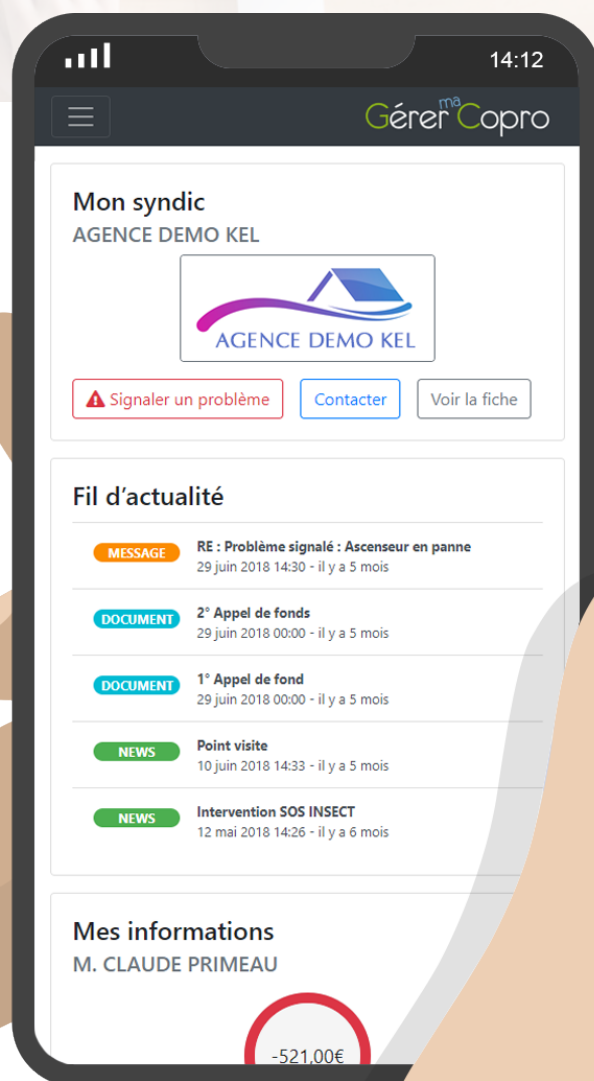 14:12
Gérer ma Copro
Mon syndic
AGENCE DEMO KEL
AGENCE DEMO KEL
Signaler un problème
Contacter
Voir la fiche
Fil d’actualité
MESSAGE
RE : Problème signalé : Ascenseur en panne
29 juin 2018 14:30 - il y a 5 mois
DOCUMENT
2° Appel de fonds
29 juin 2018 00:00 - il y a 5 mois
DOCUMENT
1° Appel de fond
29 juin 2018 00:00 - il y a 5 mois
NEWS
Point visite
10 juin 2018 14:33 - il y a 5 mois
NEWS
Intervention SOS INSECT
12 mai 2018 14:26 - il y a 6 mois
Mes informations
M. CLAUDE PRIMEAU
-521,00€